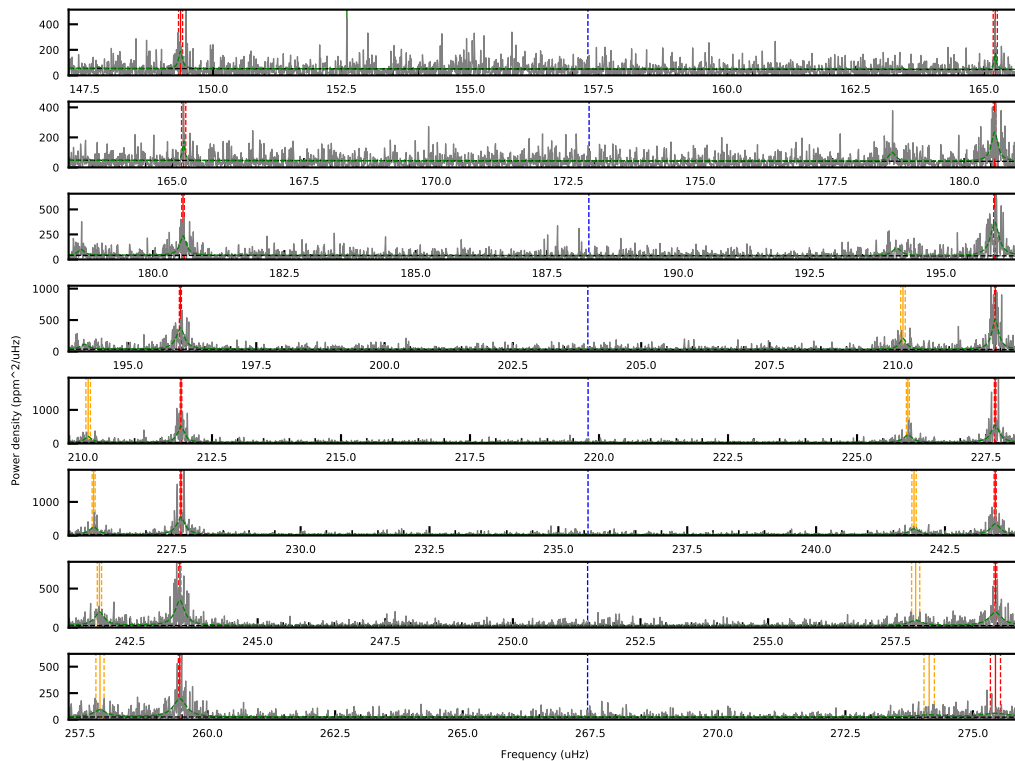 400
200
0
147.5 150.0 152.5 155.0 157.5 160.0 162.5 165.0
400
200
0
165.0 167.5 170.0 172.5 175.0 177.5 180.0
500
250
0
180.0 182.5 185.0 187.5 190.0 192.5 195.0
1000
500
0
195.0 197.5 200.0 202.5 205.0 207.5 210.0
1000
0
210.0 212.5 215.0 217.5 220.0 222.5 225.0 227.5
Power density (ppm^2/uHz)
1000
0
227.5 230.0 232.5 235.0 237.5 240.0 242.5
500
0
242.5 245.0 247.5 250.0 252.5 255.0 257.5
500
250
0
257.5 260.0 262.5 265.0 267.5 270.0 272.5 275.0
Frequency (uHz)